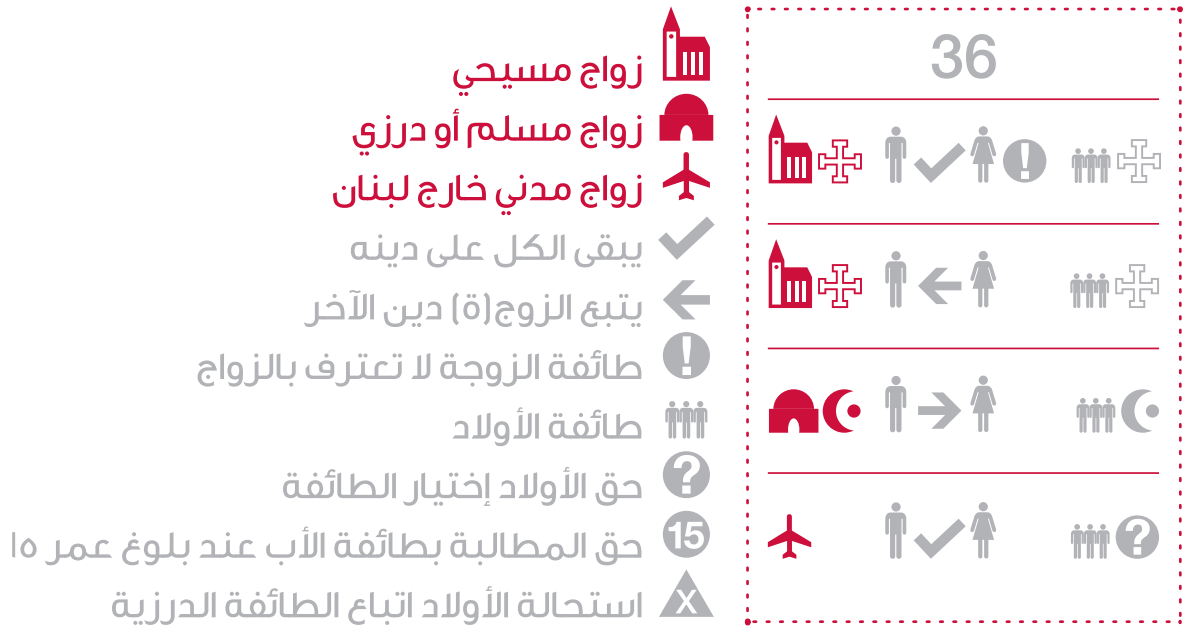 زواج مسيحي
زواج مسلم أو درزي
زواج مدني خارج لبنان
يبقى الكل على دينه
يتبع الزوج(ة) دين الآخر
طائفة الزوجة لا تعترف بالزواج
طائفة الأولاد
حق الأولاد إختيار الطائفة
?
حق المطالبة بطائفة الأب عند بلوغ عمر ١٥
15
استحالة الأولاد اتباع الطائفة الدرزية
X
36